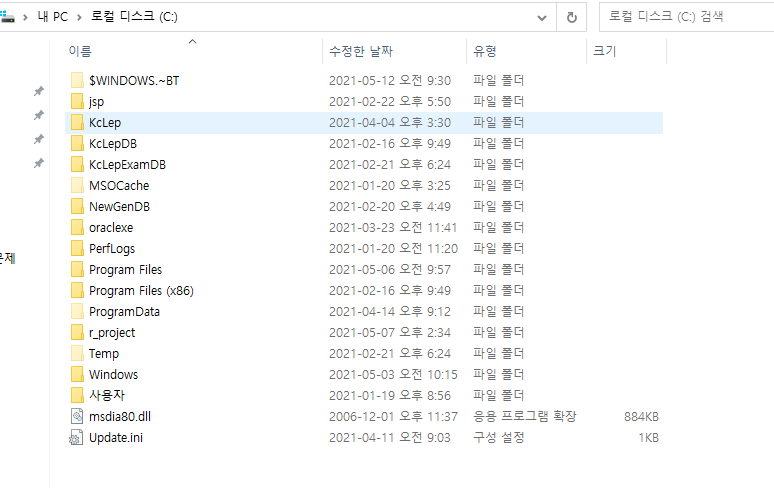 내 PC > 로컬 디스크 (C:) 로컬 디스크 (C:) 검색
이름 수정한 날짜 유형 크기
$WINDOWS.~BT 2021-05-12 오전 9:30 파일 폴더
jsp 2021-02-22 오후 5:50 파일 폴더
KcLep 2021-04-04 오후 3:30 파일 폴더
KcLepDB 2021-02-16 오후 9:49 파일 폴더
KcLepExamDB 2021-02-21 오후 6:24 파일 폴더
MSOCache 2021-01-20 오후 3:25 파일 폴더
NewGenDB 2021-02-20 오후 4:49 파일 폴더
oraclexe 2021-03-23 오전 11:41 파일 폴더
PerfLogs 2021-01-20 오전 11:20 파일 폴더
Program Files 2021-05-06 오전 9:57 파일 폴더
Program Files (x86) 2021-02-16 오후 9:49 파일 폴더
ProgramData 2021-04-14 오후 9:12 파일 폴더
r_project 2021-05-07 오후 2:34 파일 폴더
Temp 2021-02-21 오후 6:24 파일 폴더
Windows 2021-05-03 오전 10:15 파일 폴더
문제
사용자 2021-01-19 오후 8:56 파일 폴더
msdia80.dll 2006-12-01 오후 11:37 응용 프로그램 확장 884KB
Update.ini 2021-04-11 오전 9:03 구성 설정 1KB